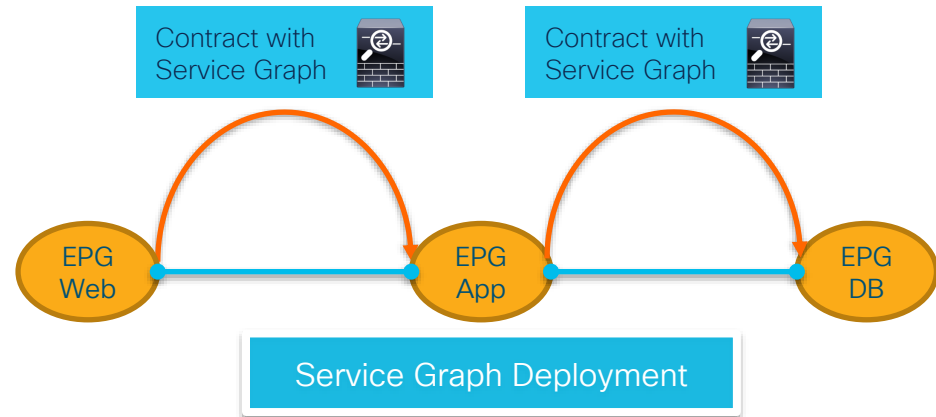 Contract with
Service Graph
Contract with
Service Graph
EPG
Web
EPG
App
EPG
DB
Service Graph Deployment